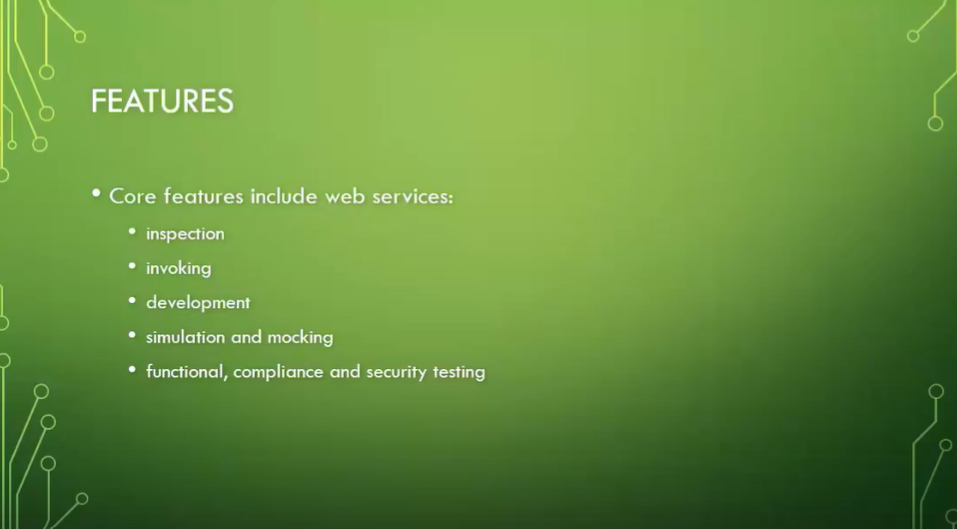 FEATURES
• Core features include web services:
• inspection
• invoking
• development
• simulation and mocking
• functional, compliance and security testing